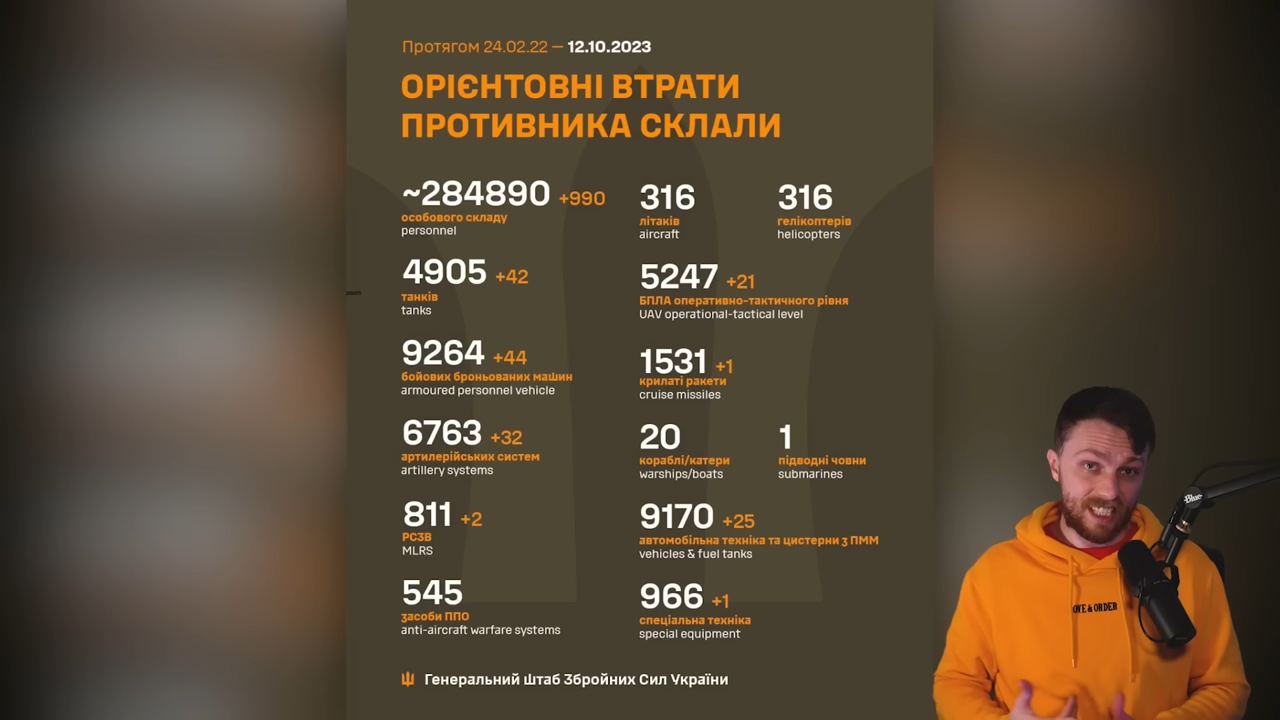 Протягом 24.02.22 — 12.10.2023
ОРІЄНТОВНІ ВТРАТИ
ПРОТИВНИКА СКЛАЛИ
~284890 +990
особового складу
personnel
316
літаків
aircraft
316
гелікоптерів
helicopters
4905 +42
танків
tanks
5247 +21
БПЛА оперативно-тактичного рівня
UAV operational-tactical level
9264 +44
бойових броньованих машин
armoured personnel vehicle
1531 +1
крилаті ракети
cruise missiles
6763 +32
артилерійських систем
artillery systems
20
кораблі/катери
warships/boats
1
підводні човни
submarines
811 +2
РСЗВ
MLRS
9170 +25
автомобільна техніка та цистерни з ПММ
vehicles & fuel tanks
545
засоби ППО
anti-aircraft warfare systems
966 +1
спеціальна техніка
special equipment
Генеральний штаб Збройних Сил України
Blue
OVE & ORDER